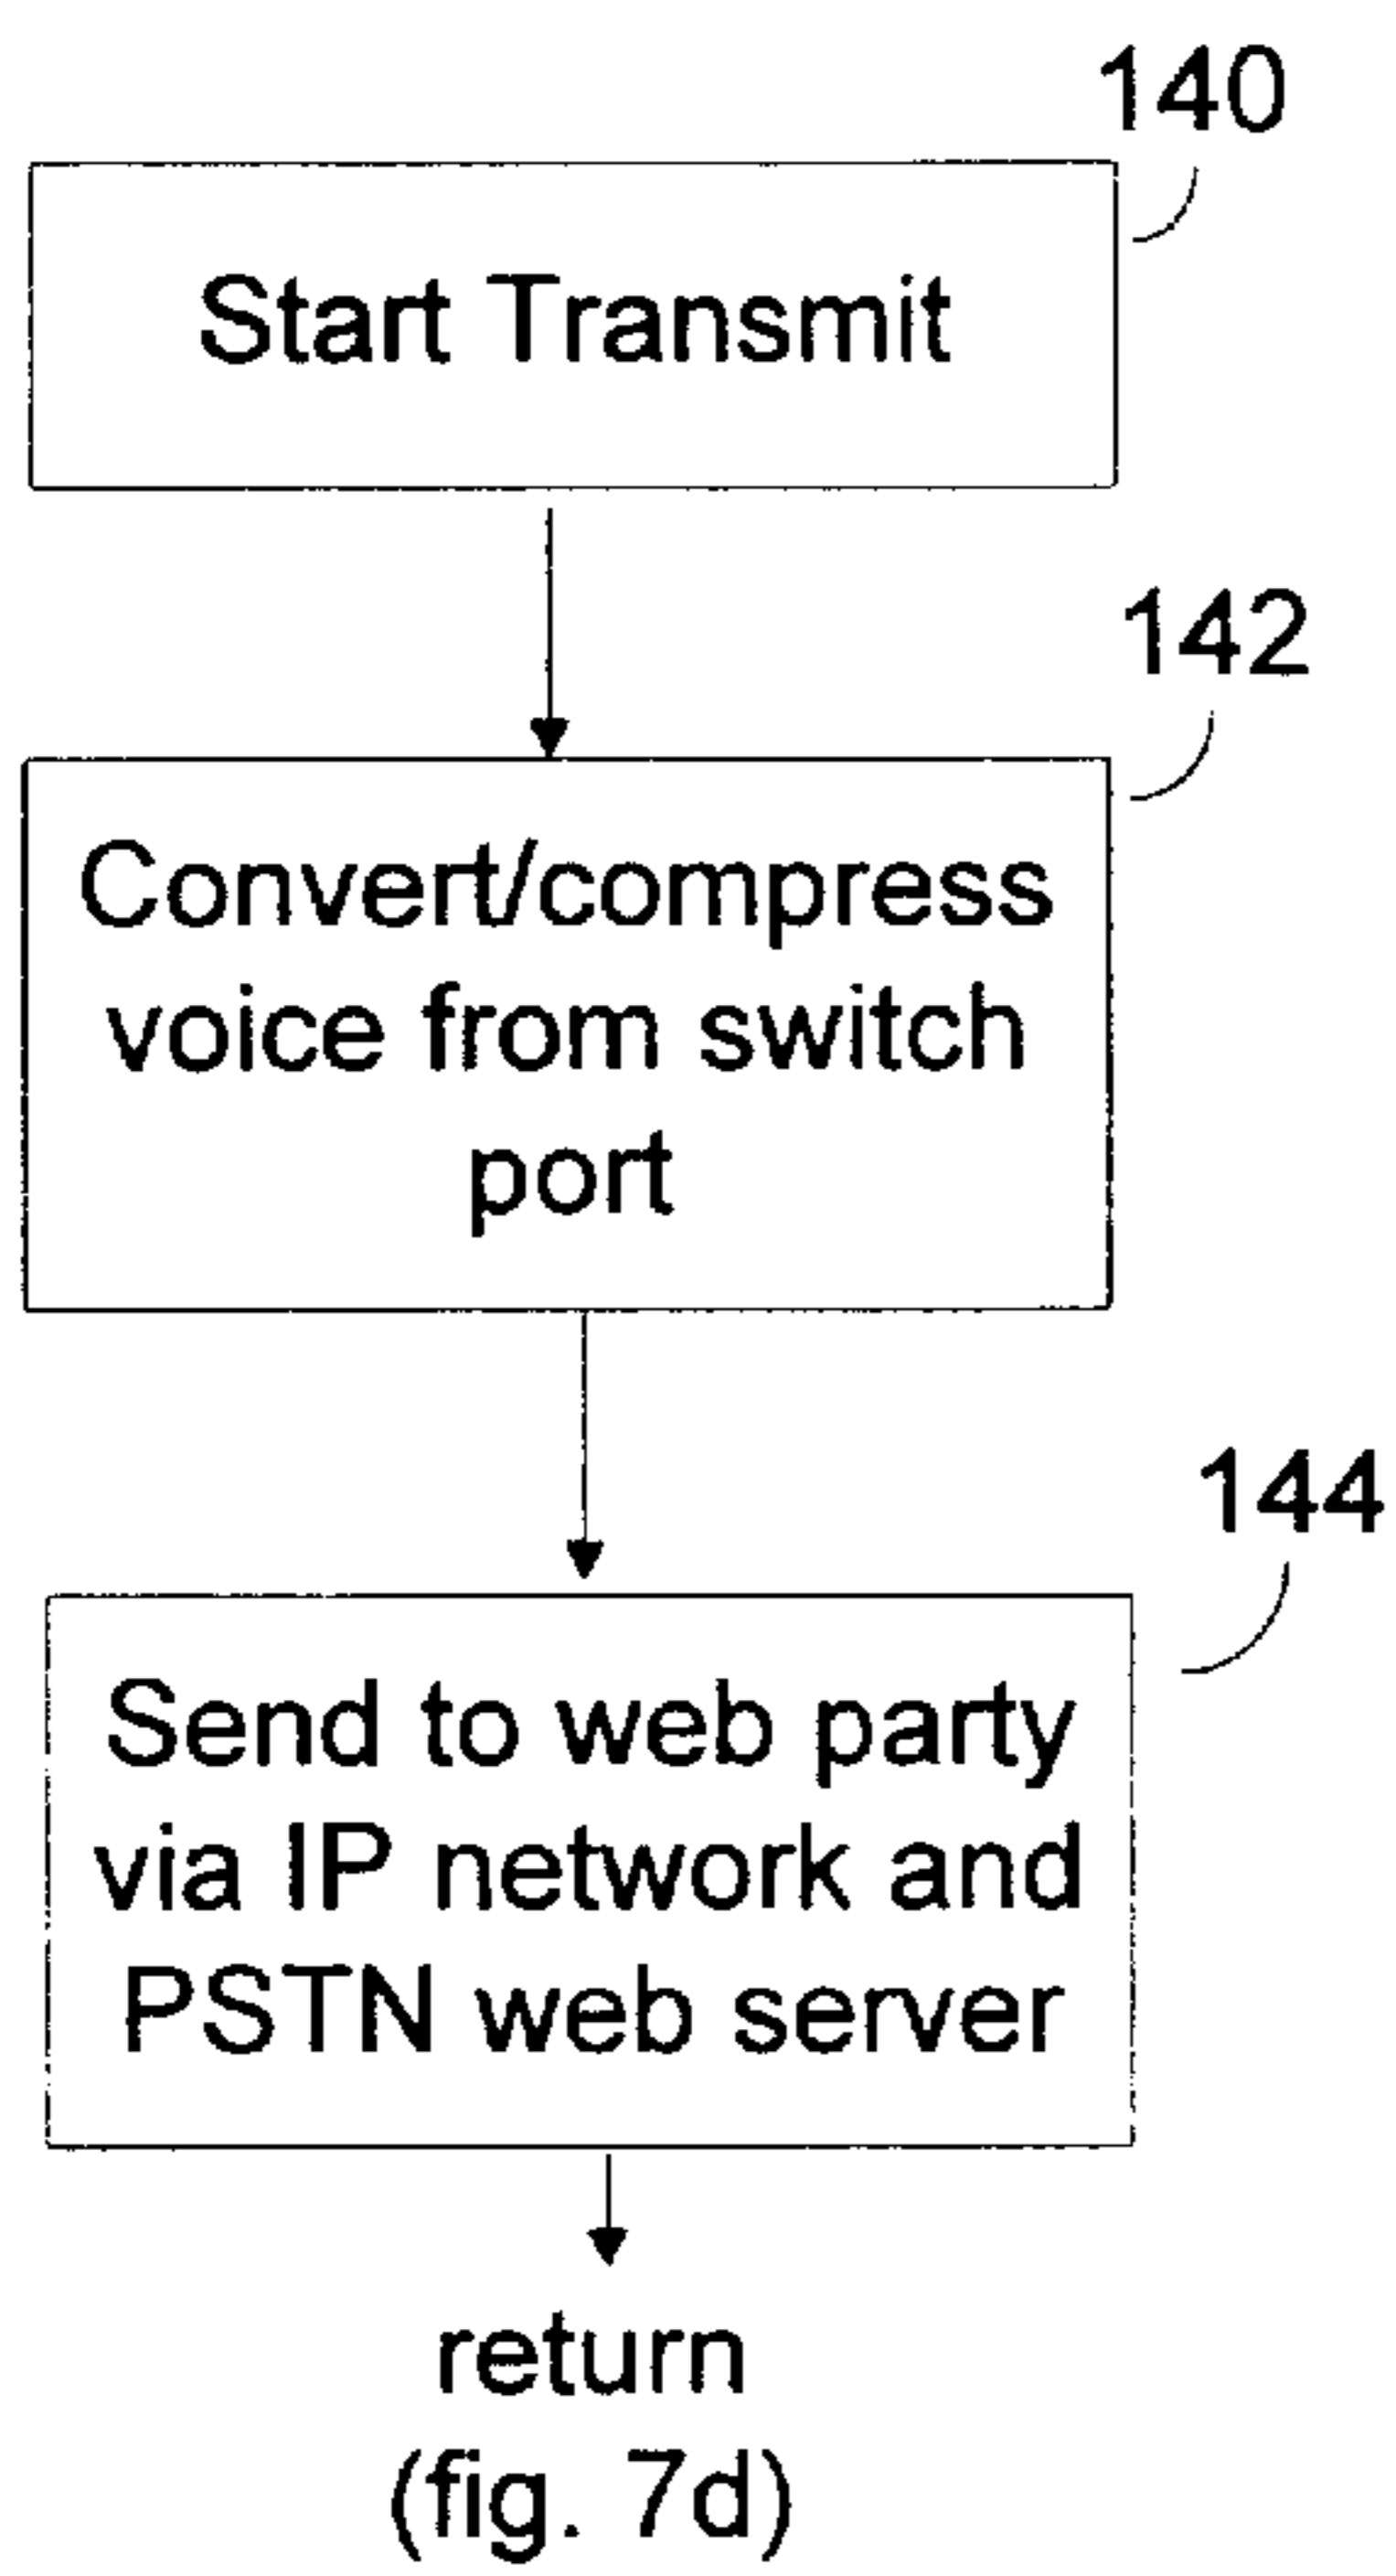 140
Start Transmit
142
Convert/compress
voice from switch
port
144
Send to web party
via IP network and
PSTN web server
return
(fig. 7d)